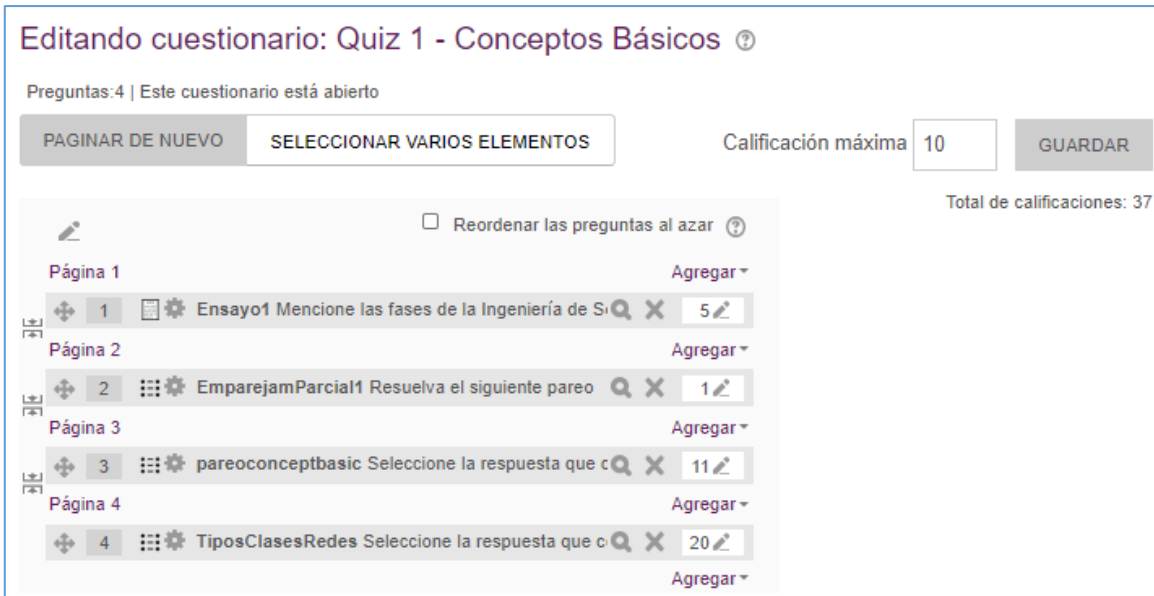 Editando cuestionario: Quiz 1 - Conceptos Básicos
Preguntas:4 | Este cuestionario está abierto
PAGINAR DE NUEVO SELECCIONAR VARIOS ELEMENTOS Calificación máxima 10 GUARDAR
Total de calificaciones: 37
Reordenar las preguntas al azar
Página 1 Agregar
1 Ensayo1 Mencione las fases de la Ingeniería de S 5
Página 2 Agregar
2 EmparejamParcial1 Resuelva el siguiente pareo 1
Página 3 Agregar
3 pareoconceptbasic Seleccione la respuesta que c 11
Página 4 Agregar
4 TiposClasesRedes Seleccione la respuesta que c 20
Agregar